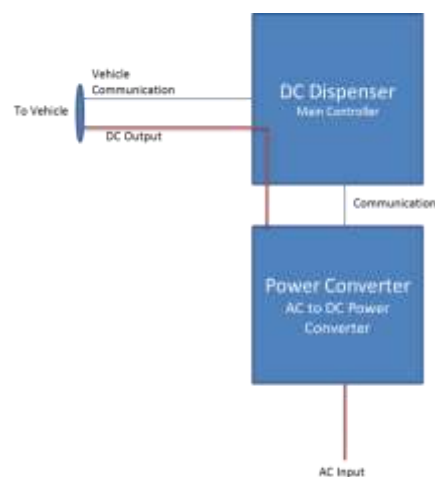 Vehicle
Communication
DC Dispenser
Main Controller
To Vehicle
DC Output
Communication
Power Converter
AC to DC Power
Converter
AC Input